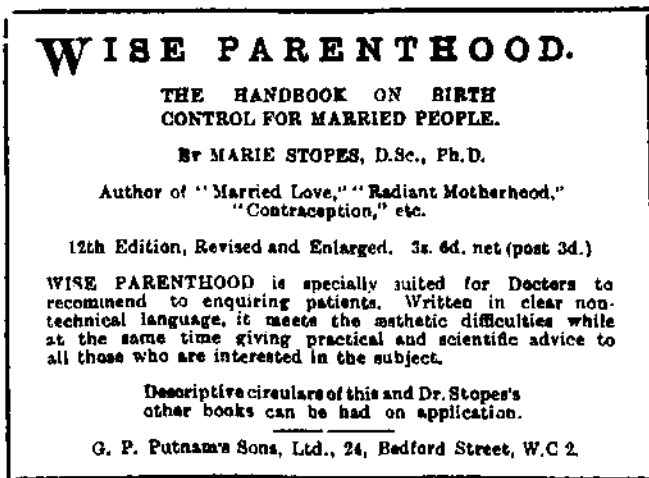 WISE PARENTHOOD.
THE HANDBOOK ON BIRTH
CONTROL FOR MARRIED PEOPLE.
BY MARIE STOPES, D.Sc., Ph.D.
Author of "Married Love," "Radiant Motherhood,"
"Contraception," etc.
12th Edition, Revised and Enlarged. 3s. 6d. net (post 3d.)
WISE PARENTHOOD is specially suited for Doctors to
recommend to enquiring patients. Written in clear non-
technical language, it meets the æsthetic difficulties while
at the same time giving practical and scientific advice to
all those who are interested in the subject.
Descriptive circulars of this and Dr. Stopes's
other books can be had on application.
G. P. Putnam's Sons, Ltd., 24, Bedford Street, W.C 2.